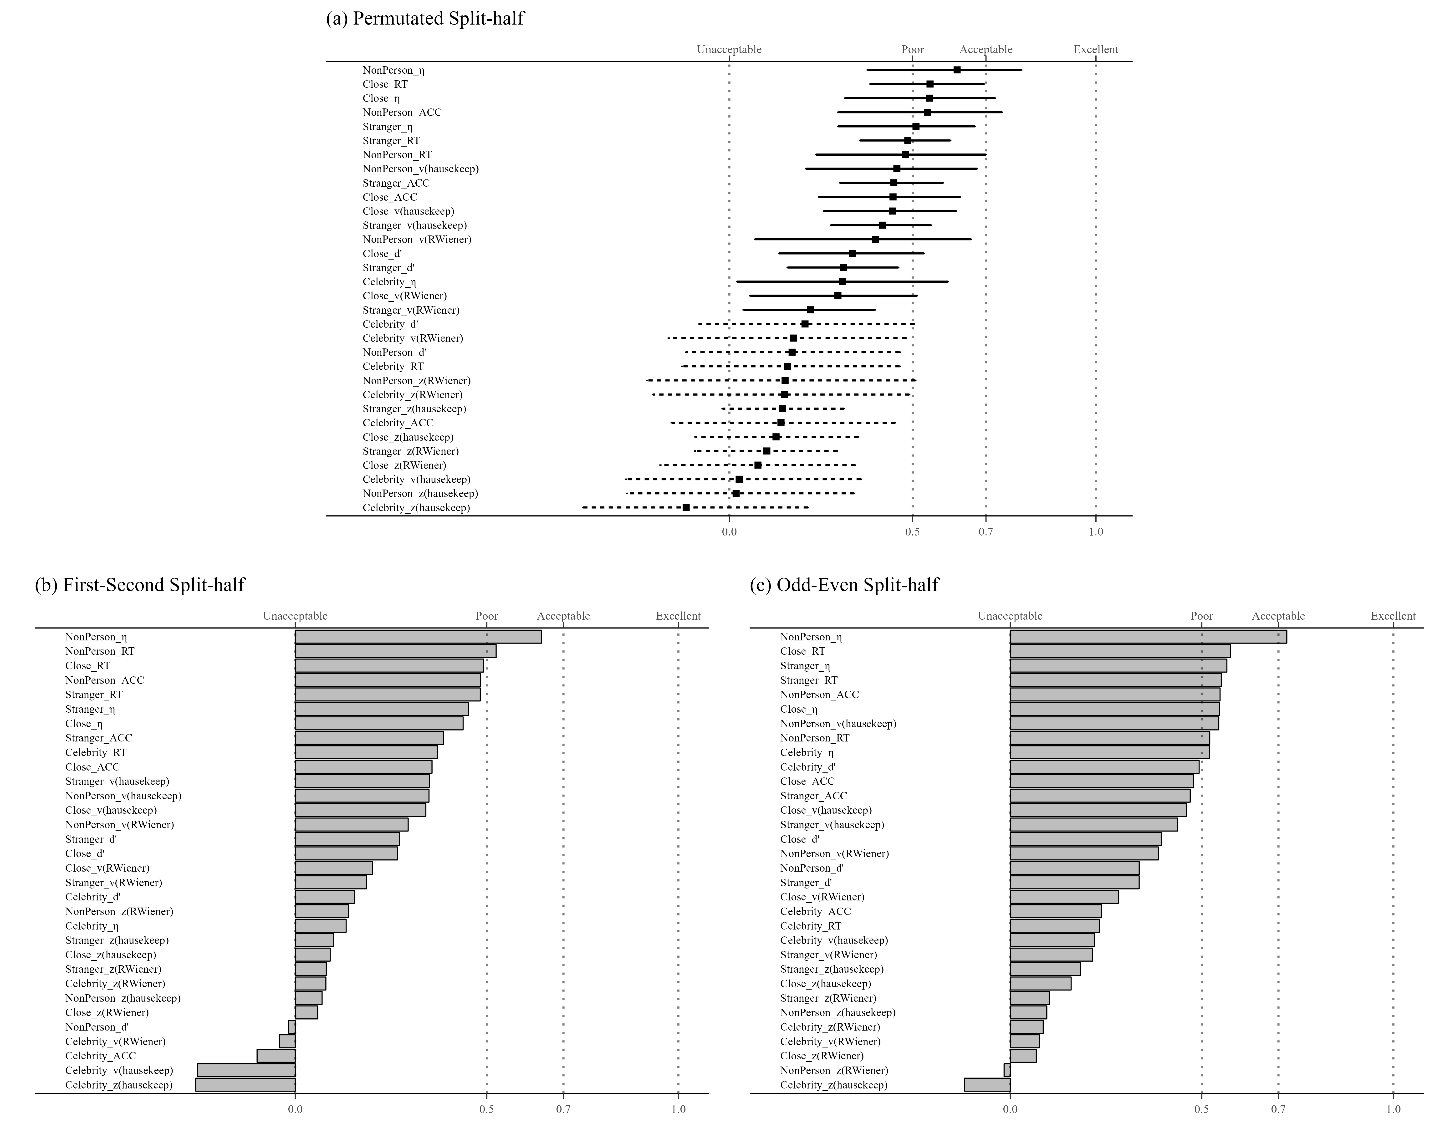 (a) Permutated Split-half
Unacceptable Poor Acceptable Excellent
NonPerson_η
Close_RT
Close_η
NonPerson_ACC
Stranger_η
Stranger_RT
NonPerson_RT
NonPerson_v(hausekeep)
Stranger_ACC
Close_ACC
Close_v(hausekeep)
Stranger_v(hausekeep)
NonPerson_v(RWiener)
Close_d'
Stranger_d'
Celebrity_η
Close_v(RWiener)
Stranger_v(RWiener)
Celebrity_d'
Celebrity_v(RWiener)
NonPerson_d'
Celebrity_RT
NonPerson_z(RWiener)
Celebrity_z(RWiener)
Stranger_z(hausekeep)
Celebrity_ACC
Close_z(hausekeep)
Stranger_z(RWiener)
Close_z(RWiener)
Celebrity_v(hausekeep)
NonPerson_z(hausekeep)
Celebrity_z(hausekeep)
0.0 0.5 0.7 1.0
(b) First-Second Split-half
Unacceptable Poor Acceptable Excellent
NonPerson_η
NonPerson_RT
Close_RT
NonPerson_ACC
Stranger_RT
Stranger_η
Close_η
Stranger_ACC
Celebrity_RT
Close_ACC
Stranger_v(hausekeep)
NonPerson_v(hausekeep)
Close_v(hausekeep)
NonPerson_v(RWiener)
Stranger_d'
Close_d'
Close_v(RWiener)
Stranger_v(RWiener)
Celebrity_d'
NonPerson_z(RWiener)
Celebrity_η
Stranger_z(hausekeep)
Close_z(hausekeep)
Stranger_z(RWiener)
Celebrity_z(RWiener)
NonPerson_z(hausekeep)
Close_z(RWiener)
NonPerson_d'
Celebrity_v(RWiener)
Celebrity_ACC
Celebrity_v(hausekeep)
Celebrity_z(hausekeep)
0.0 0.5 0.7 1.0
(c) Odd-Even Split-half
Unacceptable Poor Acceptable Excellent
NonPerson_η
Close_RT
Stranger_η
Stranger_RT
NonPerson_ACC
Close_η
NonPerson_v(hausekeep)
NonPerson_RT
Celebrity_η
Celebrity_d'
Close_ACC
Stranger_ACC
Close_v(hausekeep)
Stranger_v(hausekeep)
Close_d'
NonPerson_v(RWiener)
NonPerson_d'
Stranger_d'
Close_v(RWiener)
Celebrity_ACC
Celebrity_RT
Celebrity_v(hausekeep)
Stranger_v(RWiener)
Stranger_z(hausekeep)
Close_z(hausekeep)
Stranger_z(RWiener)
NonPerson_z(hausekeep)
Celebrity_z(RWiener)
Celebrity_v(RWiener)
Close_z(RWiener)
NonPerson_z(RWiener)
Celebrity_z(hausekeep)
0.0 0.5 0.7 1.0